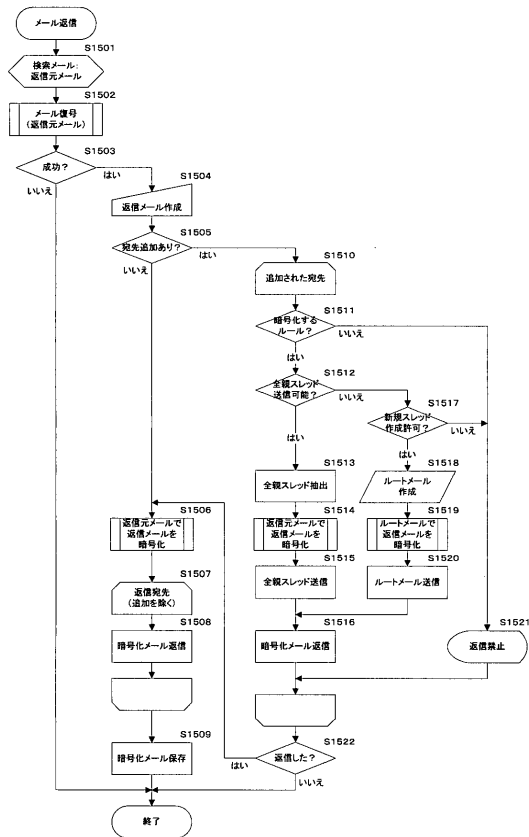 メール返信
S1501
検索メール:
返信元メール
S1502
メール復号
(返信元メール)
S1503
成功?
はい
いいえ
S1504
返信メール作成
S1505
宛先追加あり?
はい
いいえ
S1510
追加された宛先
S1511
暗号化する
ルール?
いいえ
はい
S1512
全親スレッド
送信可能?
いいえ
はい
S1517
新規スレッド
作成許可?
いいえ
はい
S1513
全親スレッド抽出
S1518
ルートメール
作成
S1506
返信元メールで
返信メールを
暗号化
S1514
返信元メールで
返信メールを
暗号化
S1519
ルートメールで
返信メールを
暗号化
S1507
返信宛先
(追加を除く)
S1515
全親スレッド送信
S1520
ルートメール送信
S1508
暗号化メール返信
S1516
暗号化メール返信
S1521
返信禁止
S1509
暗号化メール保存
S1522
返信した?
はい
いいえ
終了